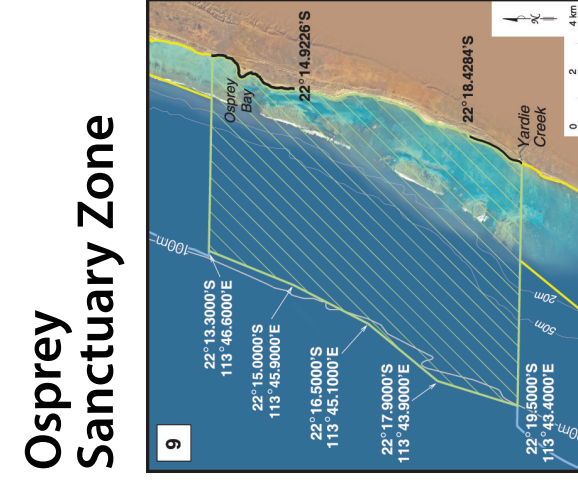 Osprey
Sanctuary Zone
9
100m
22°13.3000'S
113°46.6000'E
22°15.0000'S
113°45.9000'E
22°16.5000'S
113°45.1000'E
22°17.9000'S
113°43.9000'E
22°19.5000'S
113°43.4000'E
Osprey
Bay
22°14.9226'S
22°18.4284'S
Yardie
Creek
20m
50m
N
0 2 4 km